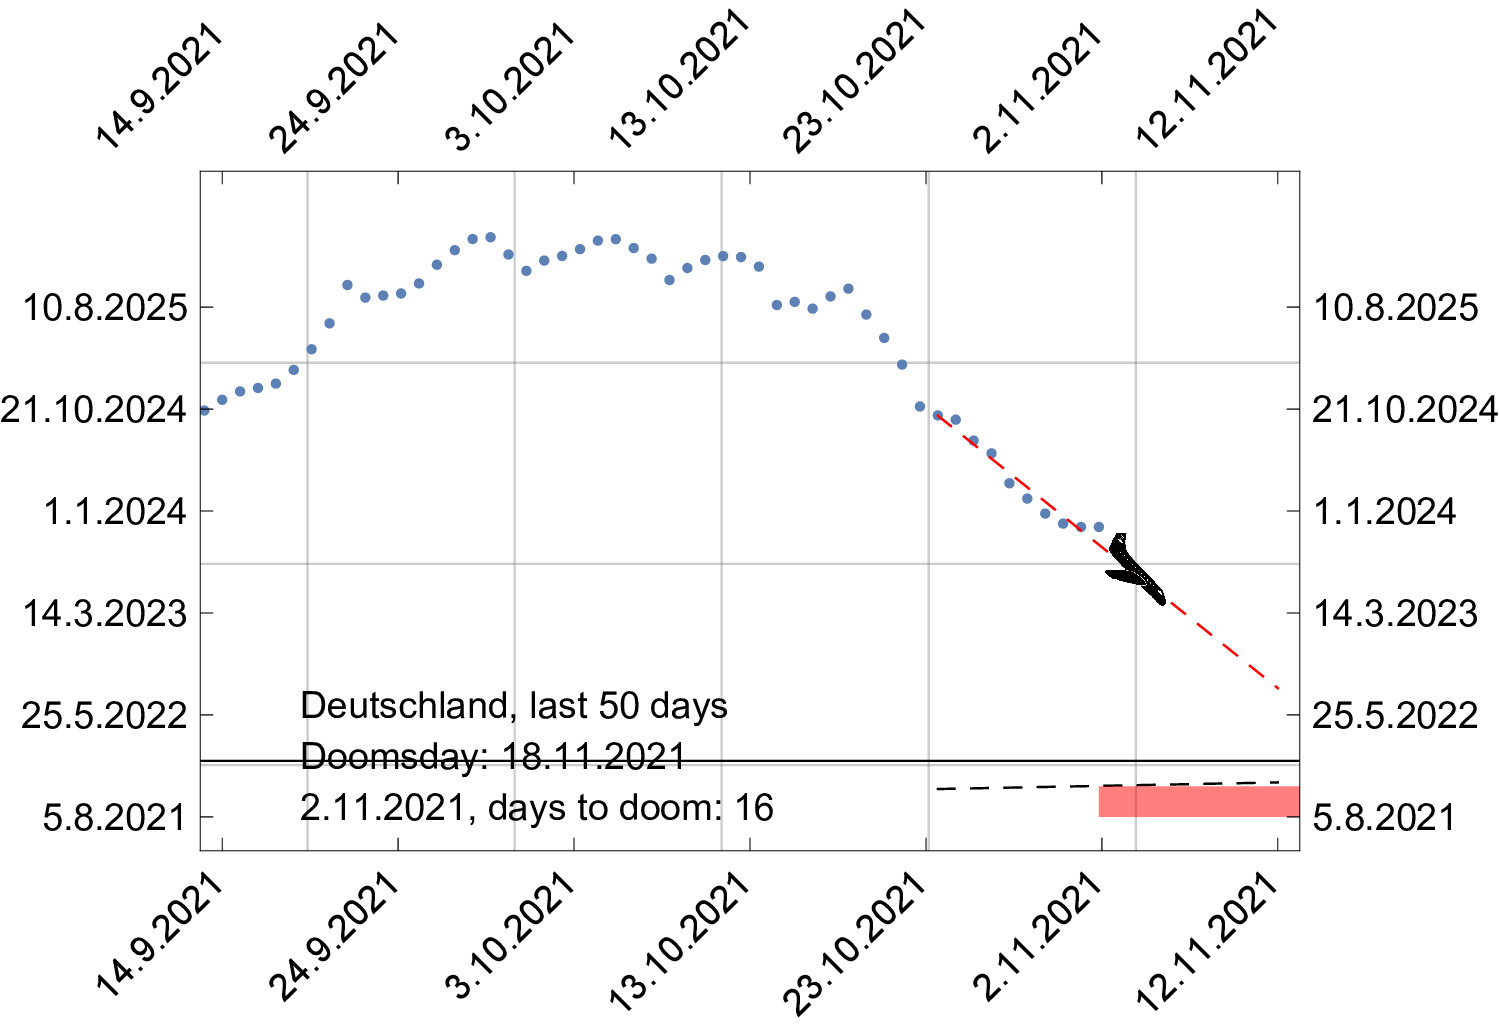 14.9.2021 24.9.2021 3.10.2021 13.10.2021 23.10.2021 2.11.2021 12.11.2021
10.8.2025 10.8.2025
21.10.2024 21.10.2024
1.1.2024 1.1.2024
14.3.2023 14.3.2023
25.5.2022 25.5.2022
Deutschland, last 50 days
Doomsday: 18.11.2021
2.11.2021, days to doom: 16
5.8.2021 5.8.2021
14.9.2021 24.9.2021 3.10.2021 13.10.2021 23.10.2021 2.11.2021 12.11.2021